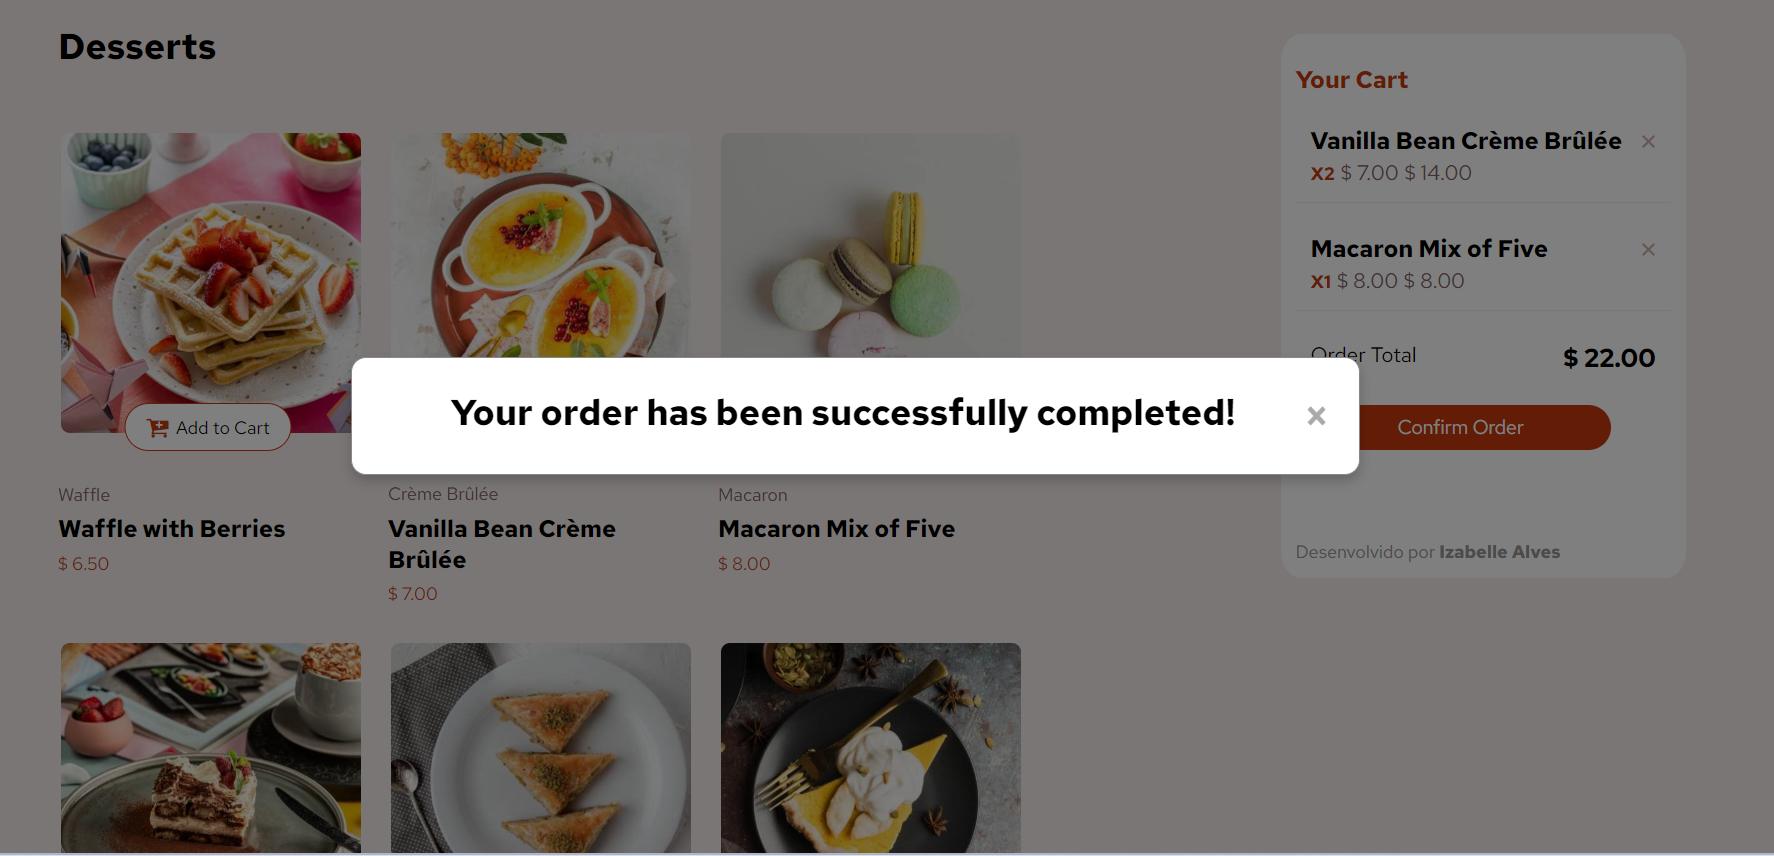 Desserts
Your Cart
Vanilla Bean Crème Brûlée ×
X2 $ 7.00 $ 14.00
Macaron Mix of Five ×
X1 $ 8.00 $ 8.00
Order Total $ 22.00
Confirm Order
Desenvolvido por Izabelle Alves
Your order has been successfully completed! ×
Add to Cart
Waffle
Waffle with Berries
$ 6.50
Crème Brûlée
Vanilla Bean Crème
Brûlée
$ 7.00
Macaron
Macaron Mix of Five
$ 8.00